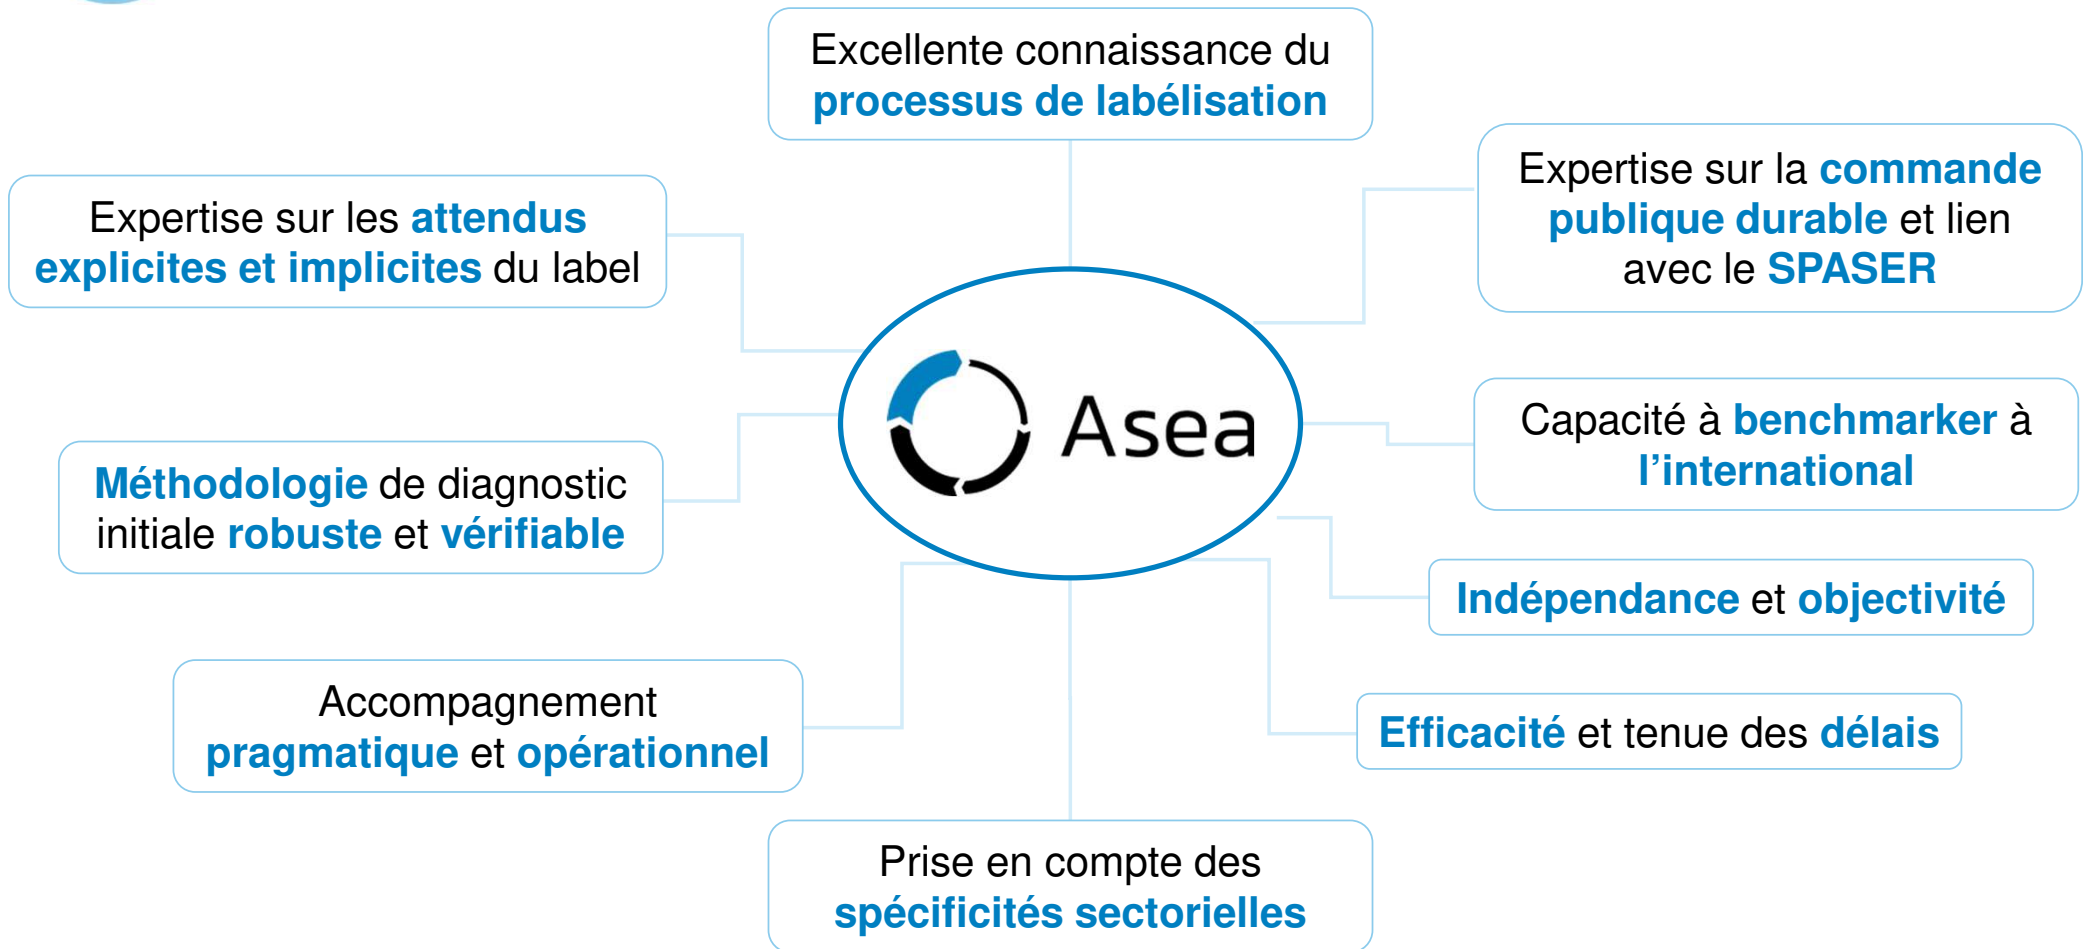 Excellente connaissance du
processus de labélisation
Expertise sur la commande
publique durable et lien
avec le SPASER
Expertise sur les attendus
explicites et implicites du label
Asea
Capacité à benchmarker à
l’international
Méthodologie de diagnostic
initiale robuste et vérifiable
Indépendance et objectivité
Accompagnement
pragmatique et opérationnel
Efficacité et tenue des délais
Prise en compte des
spécificités sectorielles